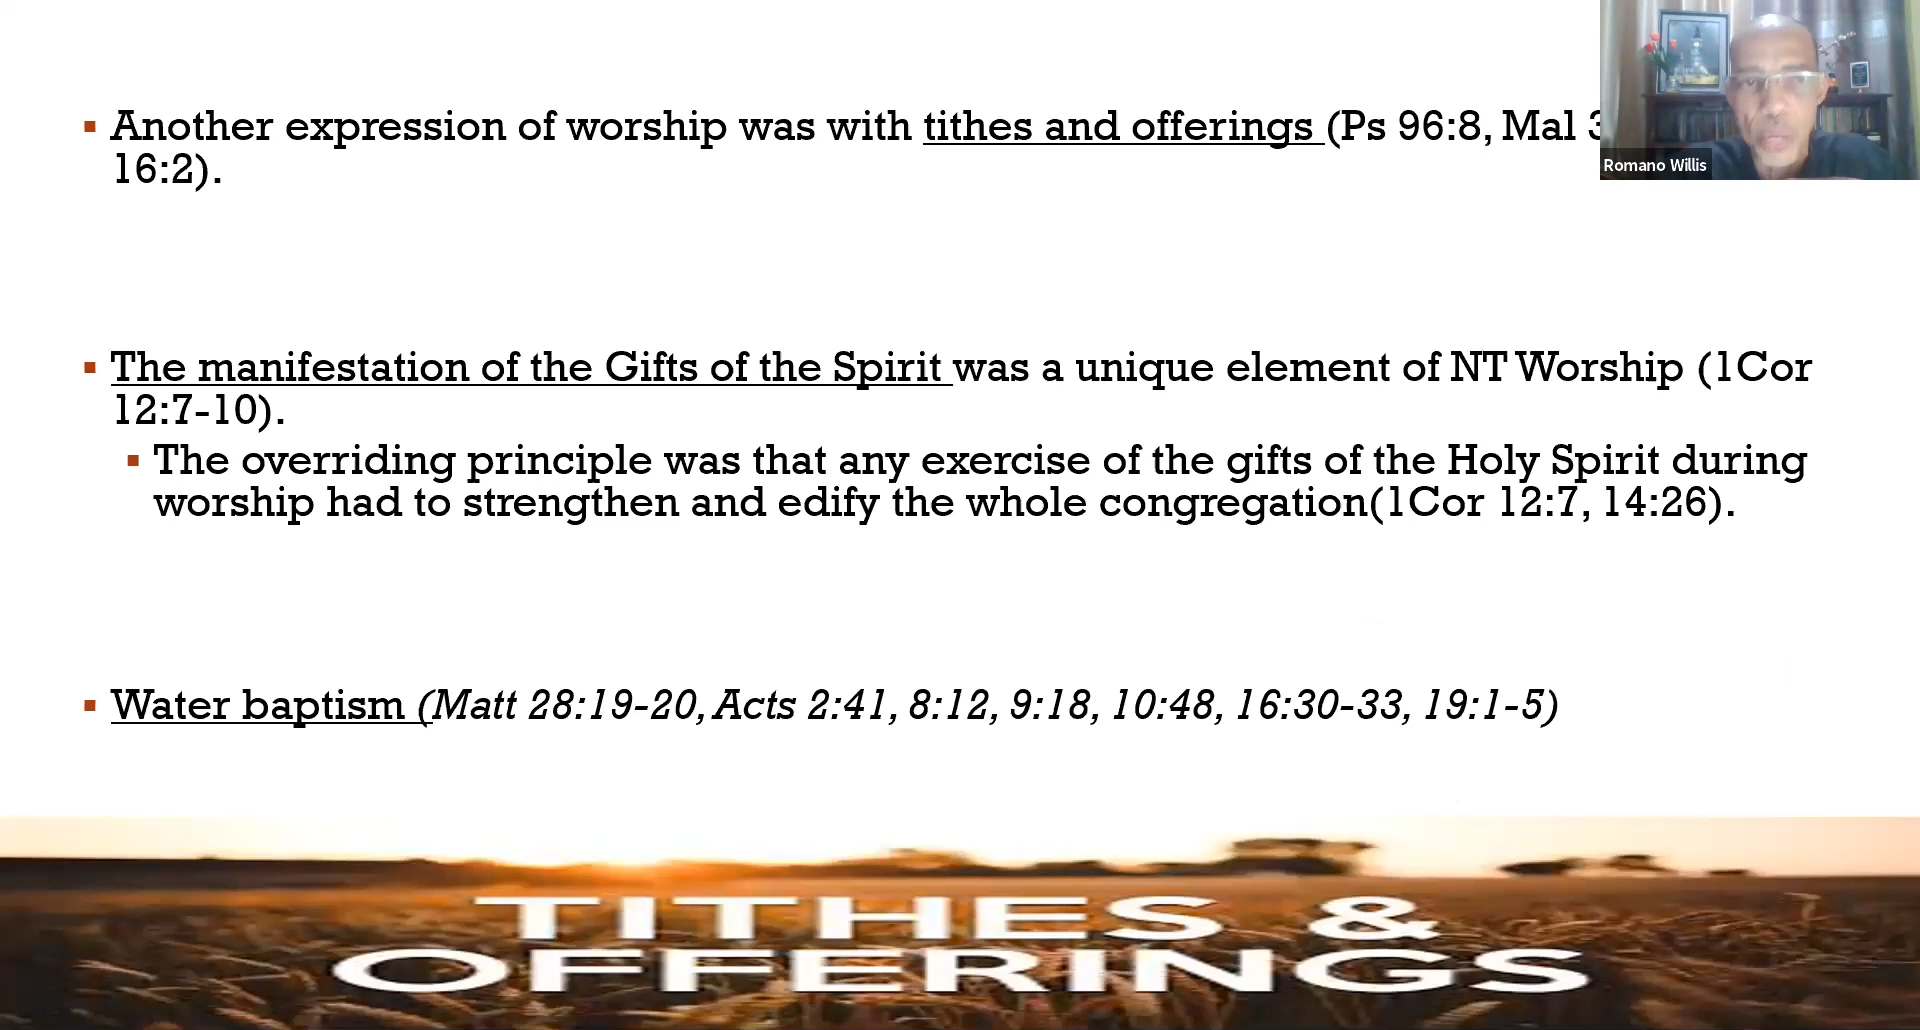 Another expression of worship was with tithes and offerings (Ps 96:8, Mal 3
16:2).
Romano Willis
The manifestation of the Gifts of the Spirit was a unique element of NT Worship (1Cor
12:7-10).
The overriding principle was that any exercise of the gifts of the Holy Spirit during
worship had to strengthen and edify the whole congregation(1Cor 12:7, 14:26).
Water baptism (Matt 28:19-20, Acts 2:41, 8:12, 9:18, 10:48, 16:30-33, 19:1-5)
TITHES &
OFFERINGS